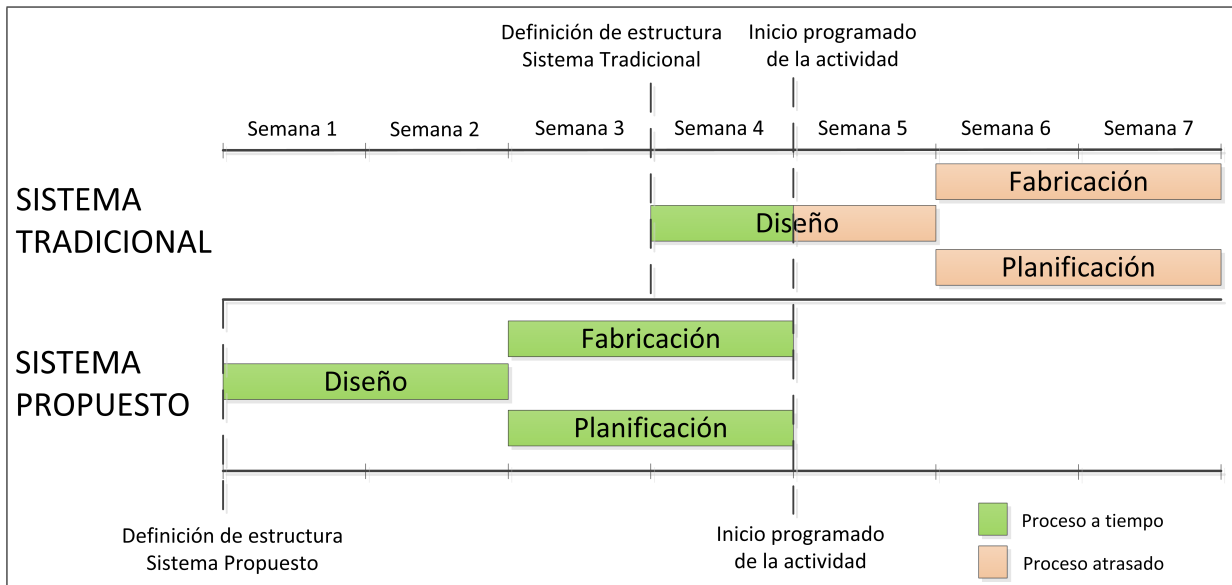 Definición de estructura
Sistema Tradicional
Inicio programado
de la actividad
Semana 1
Semana 2
Semana 3
Semana 4
Semana 5
Semana 6
Semana 7
SISTEMA
TRADICIONAL
Fabricación
Diseño
Planificación
SISTEMA
PROPUESTO
Fabricación
Diseño
Planificación
Definición de estructura
Sistema Propuesto
Inicio programado
de la actividad
Proceso a tiempo
Proceso atrasado